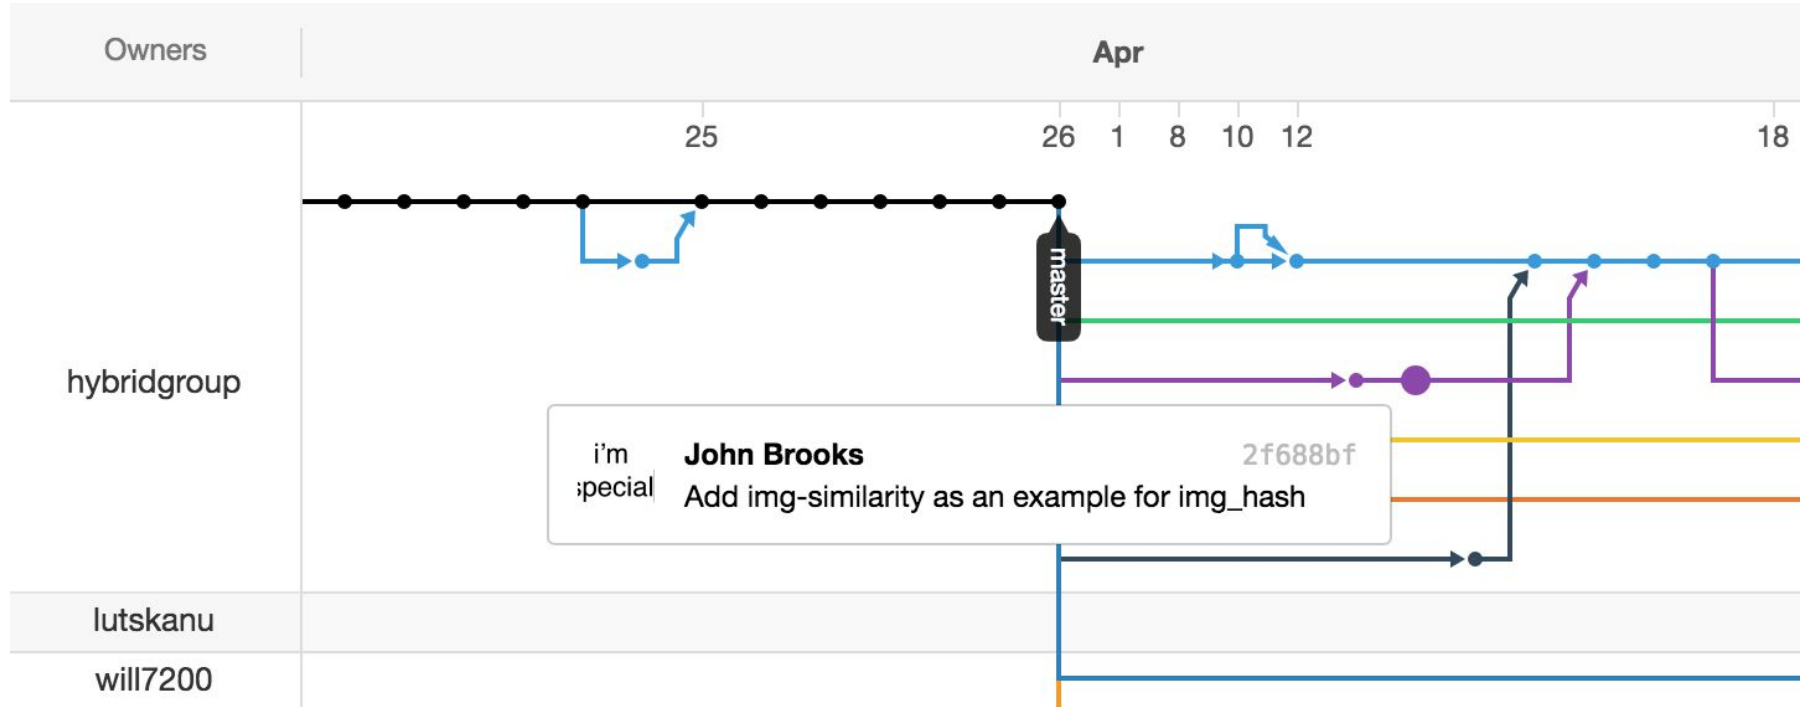 Owners
Apr
25
26
1
8
10
12
18
master
hybridgroup
i'm
special
John Brooks
2f688bf
Add img-similarity as an example for img_hash
lutskanu
will7200